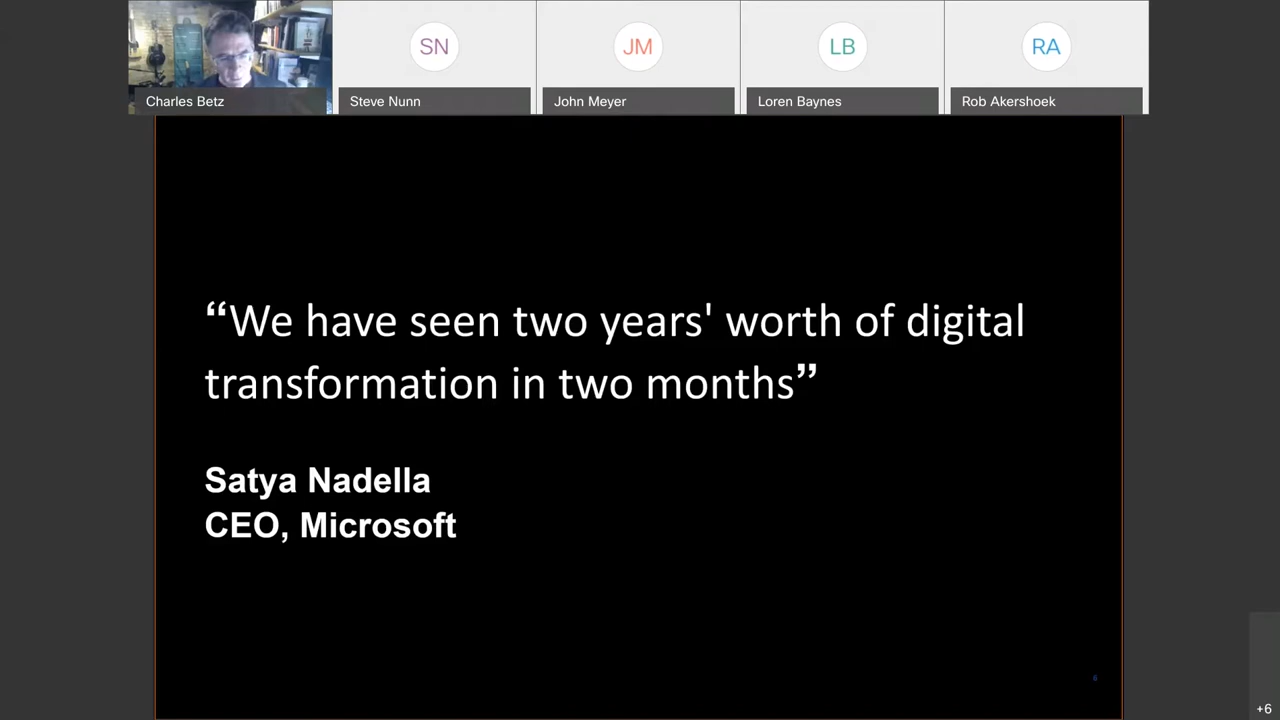 SN
JM
LB
RA
Charles Betz
Steve Nunn
John Meyer
Loren Baynes
Rob Akershoek
“We have seen two years' worth of digital
transformation in two months”
Satya Nadella
CEO, Microsoft
+6